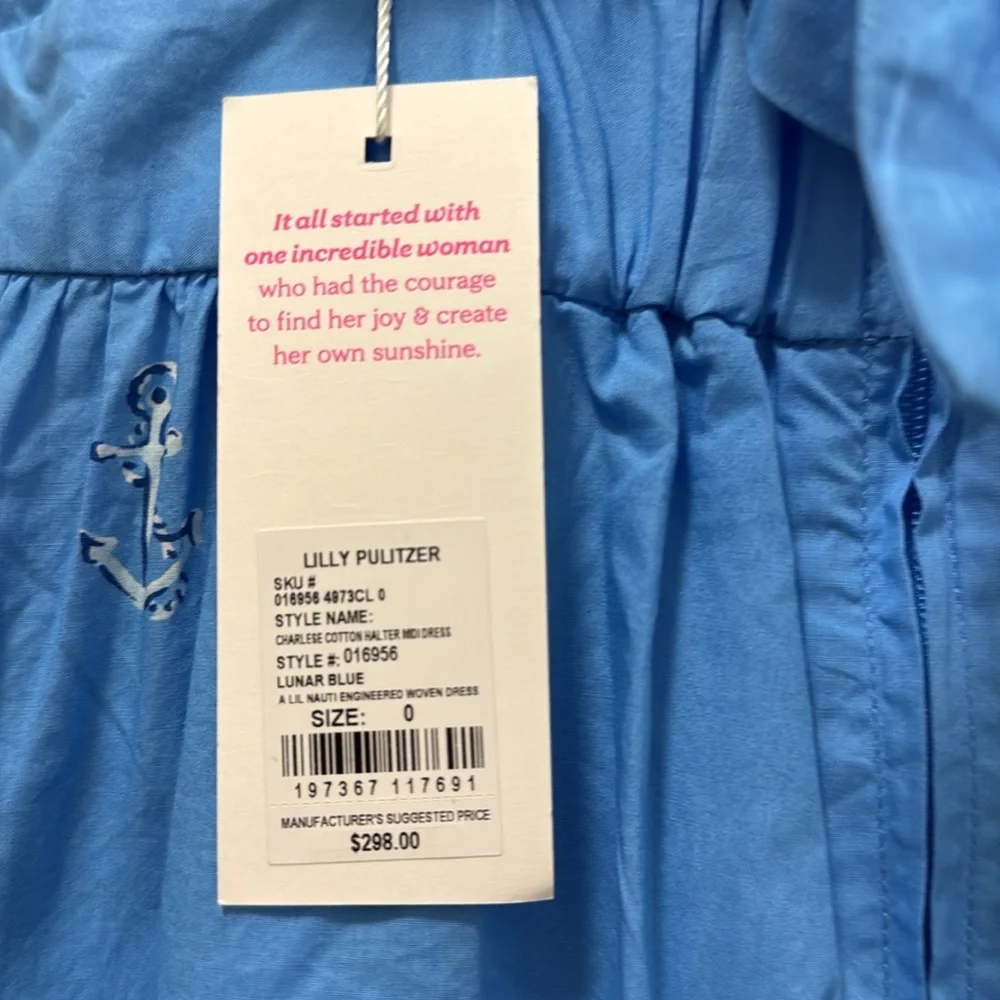 It all started with
one incredible woman
who had the courage
to find her joy & create
her own sunshine.
LILLY PULITZER
SKU #
016956 4973CL 0
STYLE NAME:
CHARLESE COTTON HALTER MIDI DRESS
STYLE #: 016956
LUNAR BLUE
A LIL NAUTI ENGINEERED WOVEN DRESS
SIZE: 0
197367 117691
MANUFACTURER'S SUGGESTED PRICE
$298.00